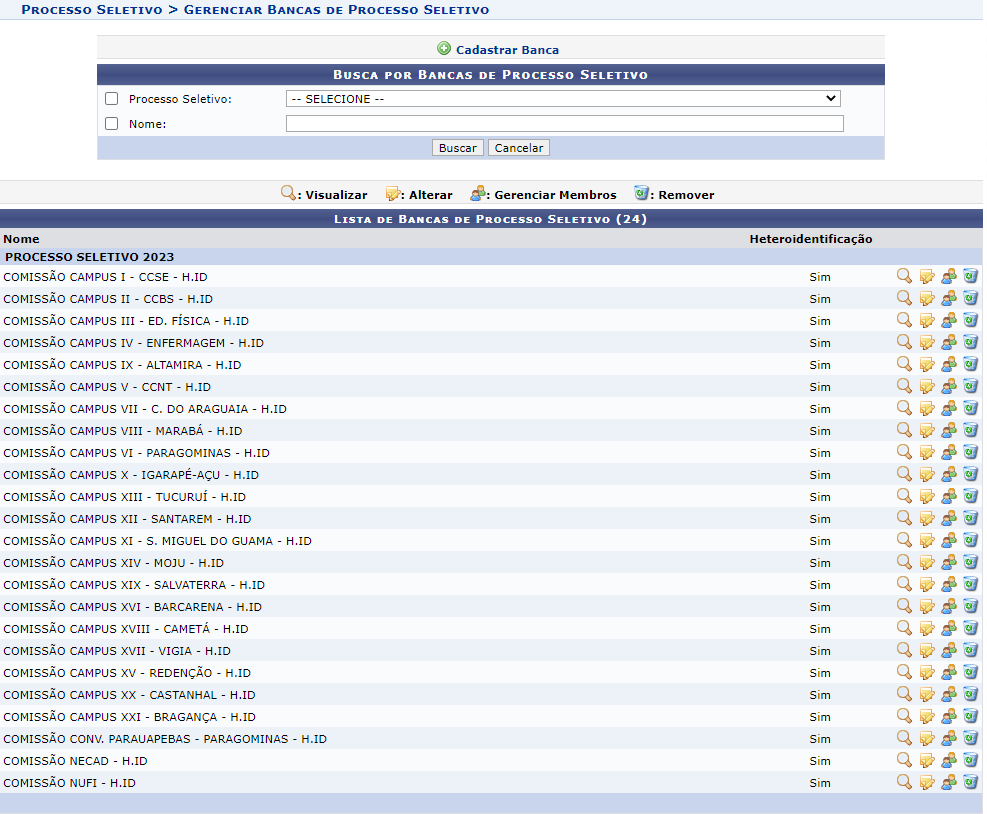 Processo Seletivo > Gerenciar Bancas de Processo Seletivo
Cadastrar Banca
Busca por Bancas de Processo Seletivo
Processo Seletivo: -- SELECIONE --
Nome:
Buscar Cancelar
: Visualizar : Alterar : Gerenciar Membros : Remover
Lista de Bancas de Processo Seletivo (24)
Nome Heteroidentificação
PROCESSO SELETIVO 2023
COMISSÃO CAMPUS I - CCSE - H.ID Sim
COMISSÃO CAMPUS II - CCBS - H.ID Sim
COMISSÃO CAMPUS III - ED. FÍSICA - H.ID Sim
COMISSÃO CAMPUS IV - ENFERMAGEM - H.ID Sim
COMISSÃO CAMPUS IX - ALTAMIRA - H.ID Sim
COMISSÃO CAMPUS V - CCNT - H.ID Sim
COMISSÃO CAMPUS VII - C. DO ARAGUAIA - H.ID Sim
COMISSÃO CAMPUS VIII - MARABÁ - H.ID Sim
COMISSÃO CAMPUS VI - PARAGOMINAS - H.ID Sim
COMISSÃO CAMPUS X - IGARAPÉ-AÇU - H.ID Sim
COMISSÃO CAMPUS XIII - TUCURUÍ - H.ID Sim
COMISSÃO CAMPUS XII - SANTAREM - H.ID Sim
COMISSÃO CAMPUS XI - S. MIGUEL DO GUAMA - H.ID Sim
COMISSÃO CAMPUS XIV - MOJU - H.ID Sim
COMISSÃO CAMPUS XIX - SALVATERRA - H.ID Sim
COMISSÃO CAMPUS XVI - BARCARENA - H.ID Sim
COMISSÃO CAMPUS XVIII - CAMETÁ - H.ID Sim
COMISSÃO CAMPUS XVII - VIGIA - H.ID Sim
COMISSÃO CAMPUS XV - REDENÇÃO - H.ID Sim
COMISSÃO CAMPUS XX - CASTANHAL - H.ID Sim
COMISSÃO CAMPUS XXI - BRAGANÇA - H.ID Sim
COMISSÃO CONV. PARAUAPEBAS - PARAGOMINAS - H.ID Sim
COMISSÃO NECAD - H.ID Sim
COMISSÃO NUFI - H.ID Sim